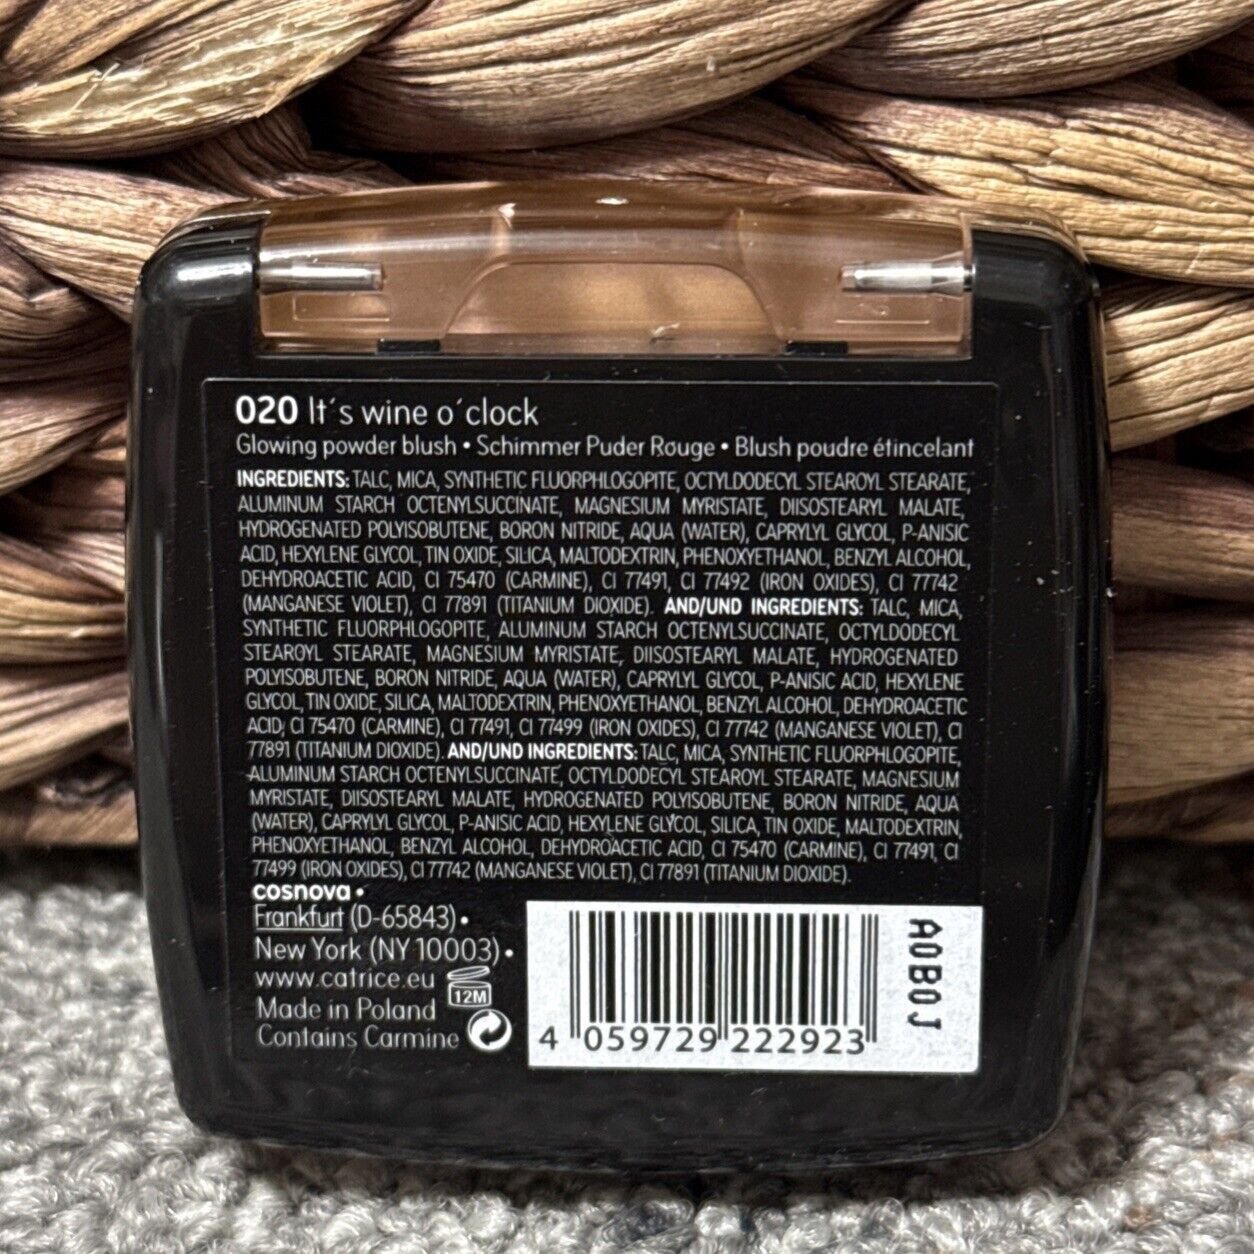 020 It´s wine o´clock
Glowing powder blush • Schimmer Puder Rouge • Blush poudre étincelant
INGREDIENTS: TALC, MICA, SYNTHETIC FLUORPHLOGOPITE, OCTYLDODECYL STEAROYL STEARATE,
ALUMINUM STARCH OCTENYLSUCCINATE, MAGNESIUM MYRISTATE, DIISOSTEARYL MALATE,
HYDROGENATED POLYISOBUTENE, BORON NITRIDE, AQUA (WATER), CAPRYLYL GLYCOL, P-ANISIC
ACID, HEXYLENE GLYCOL, TIN OXIDE, SILICA, MALTODEXTRIN, PHENOXYETHANOL, BENZYL ALCOHOL,
DEHYDROACETIC ACID, CI 75470 (CARMINE), CI 77491, CI 77492 (IRON OXIDES), CI 77742
(MANGANESE VIOLET), CI 77891 (TITANIUM DIOXIDE). AND/UND INGREDIENTS: TALC, MICA,
SYNTHETIC FLUORPHLOGOPITE, ALUMINUM STARCH OCTENYLSUCCINATE, OCTYLDODECYL
STEAROYL STEARATE, MAGNESIUM MYRISTATE, DIISOSTEARYL MALATE, HYDROGENATED
POLYISOBUTENE, BORON NITRIDE, AQUA (WATER), CAPRYLYL GLYCOL, P-ANISIC ACID, HEXYLENE
GLYCOL, TIN OXIDE, SILICA, MALTODEXTRIN, PHENOXYETHANOL, BENZYL ALCOHOL, DEHYDROACETIC
ACID, CI 75470 (CARMINE), CI 77491, CI 77499 (IRON OXIDES), CI 77742 (MANGANESE VIOLET), CI
77891 (TITANIUM DIOXIDE). AND/UND INGREDIENTS: TALC, MICA, SYNTHETIC FLUORPHLOGOPITE,
ALUMINUM STARCH OCTENYLSUCCINATE, OCTYLDODECYL STEAROYL STEARATE, MAGNESIUM
MYRISTATE, DIISOSTEARYL MALATE, HYDROGENATED POLYISOBUTENE, BORON NITRIDE, AQUA
(WATER), CAPRYLYL GLYCOL, P-ANISIC ACID, HEXYLENE GLYCOL, SILICA, TIN OXIDE, MALTODEXTRIN,
PHENOXYETHANOL, BENZYL ALCOHOL, DEHYDROACETIC ACID, CI 75470 (CARMINE), CI 77491, CI
77499 (IRON OXIDES), CI 77742 (MANGANESE VIOLET), CI 77891 (TITANIUM DIOXIDE).
cosnova •
Frankfurt (D-65843) •
New York (NY 10003) •
www.catrice.eu
12M
Made in Poland
Contains Carmine
4 059729 222923
A0B0J